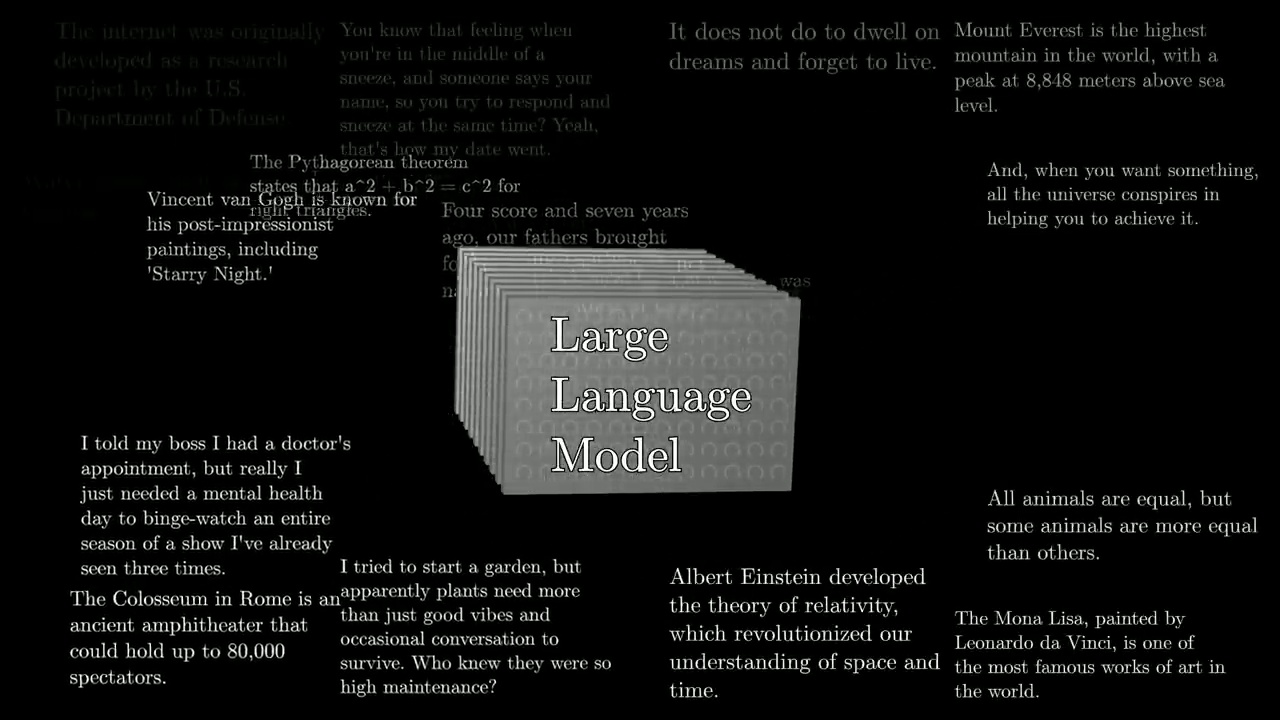 The internet was originally
developed as a research
project by the U.S.
Department of Defense.
You know that feeling when
you're in the middle of a
sneeze, and someone says your
name, so you try to respond and
sneeze at the same time? Yeah,
that's how my date went.
It does not do to dwell on
dreams and forget to live.
Mount Everest is the highest
mountain in the world, with a
peak at 8,848 meters above sea
level.
The Pythagorean theorem
states that a^2 + b^2 = c^2 for
right triangles.
Vincent van Gogh is known for
his post-impressionist
paintings, including
'Starry Night.'
Four score and seven years
ago, our fathers brought
was
And, when you want something,
all the universe conspires in
helping you to achieve it.
Large
Language
Model
I told my boss I had a doctor's
appointment, but really I
just needed a mental health
day to binge-watch an entire
season of a show I've already
seen three times.
The Colosseum in Rome is an
ancient amphitheater that
could hold up to 80,000
spectators.
I tried to start a garden, but
apparently plants need more
than just good vibes and
occasional conversation to
survive. Who knew they were so
high maintenance?
All animals are equal, but
some animals are more equal
than others.
Albert Einstein developed
the theory of relativity,
which revolutionized our
understanding of space and
time.
The Mona Lisa, painted by
Leonardo da Vinci, is one of
the most famous works of art in
the world.